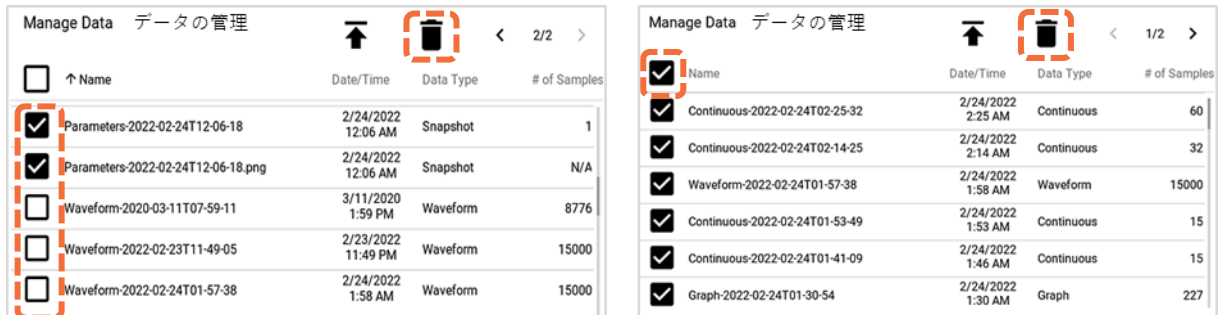 Manage Data データの管理
2/2
Name Date/Time Data Type # of Samples
Parameters-2022-02-24T12-06-18 2/24/2022 12:06 AM Snapshot 1
Parameters-2022-02-24T12-06-18.png 2/24/2022 12:06 AM Snapshot N/A
Waveform-2020-03-11T07-59-11 3/11/2020 1:59 PM Waveform 8776
Waveform-2022-02-23T11-49-05 2/23/2022 11:49 PM Waveform 15000
Waveform-2022-02-24T01-57-38 2/24/2022 1:58 AM Waveform 15000
Manage Data データの管理
1/2
Name Date/Time Data Type # of Samples
Continuous-2022-02-24T02-25-32 2/24/2022 2:25 AM Continuous 60
Continuous-2022-02-24T02-14-25 2/24/2022 2:14 AM Continuous 32
Waveform-2022-02-24T01-57-38 2/24/2022 1:58 AM Waveform 15000
Continuous-2022-02-24T01-53-49 2/24/2022 1:53 AM Continuous 15
Continuous-2022-02-24T01-41-09 2/24/2022 1:46 AM Continuous 15
Graph-2022-02-24T01-30-54 2/24/2022 1:30 AM Graph 227